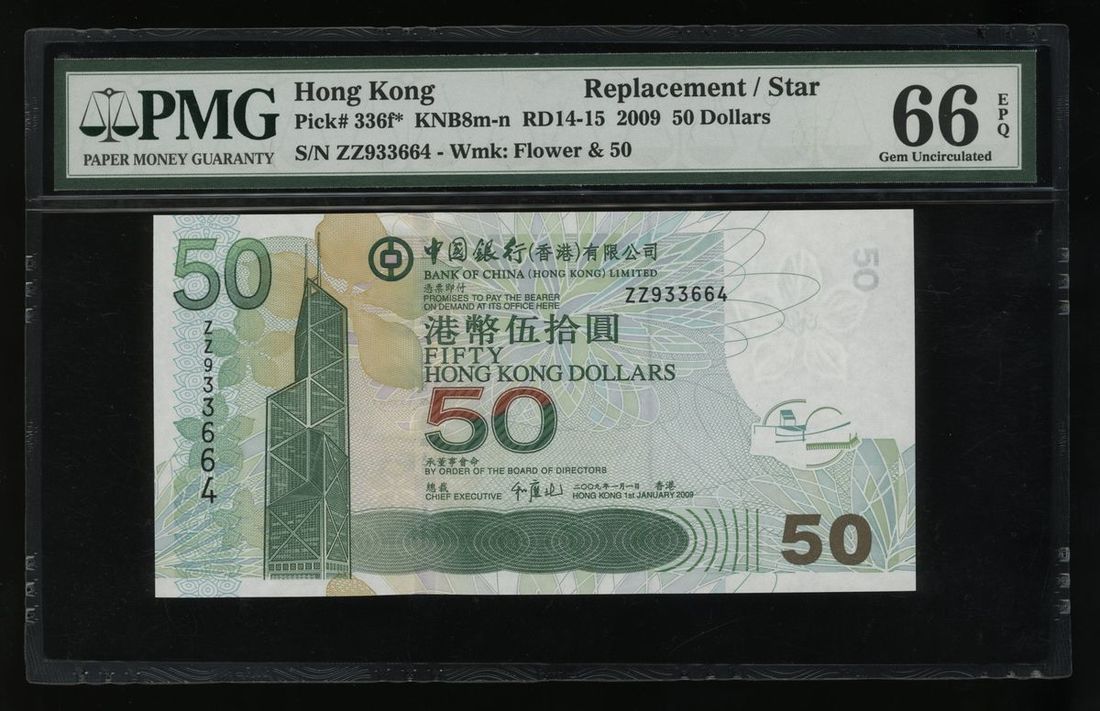 PMG
PAPER MONEY GUARANTY
Hong Kong Replacement / Star
Pick# 336f* KNB8m-n RD14-15 2009 50 Dollars
S/N ZZ933664 - Wmk: Flower & 50
66 EPQ
Gem Uncirculated
50
中國銀行(香港)有限公司
BANK OF CHINA (HONG KONG) LIMITED
憑票即付
PROMISES TO PAY THE BEARER
ON DEMAND AT ITS OFFICE HERE
ZZ933664
50
ZZ933664
港幣伍拾圓
FIFTY
HONG KONG DOLLARS
50
承董事會命
BY ORDER OF THE BOARD OF DIRECTORS
總裁 二〇〇九年一月一日 香港
CHIEF EXECUTIVE HONG KONG 1st JANUARY 2009
50